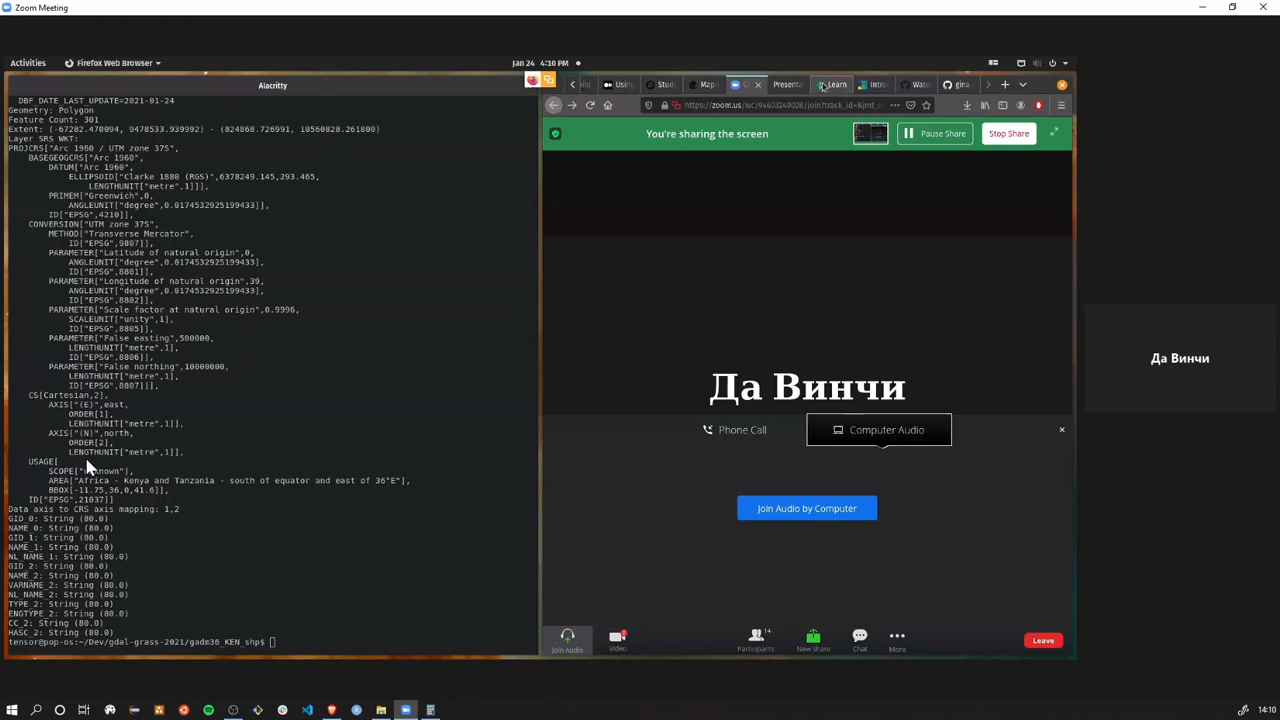 Zoom Meeting
Activities
Firefox Web Browser
Jan 24 4:10 PM
Alacritty
Using
Studi
Map
Presenta
Learn
Intro
Wate
gina-
DBF_DATE_LAST_UPDATE=2021-01-24
Geometry: Polygon
Feature Count: 301
Extent: (-67282.470094, 9478533.939992) - (824868.726991, 10560828.261800)
Layer SRS WKT:
PROJCRS["Arc 1960 / UTM zone 37S",
BASEGEOGCRS["Arc 1960",
DATUM["Arc 1960",
ELLIPSOID["Clarke 1880 (RGS)",6378249.145,293.465,
LENGTHUNIT["metre",1]]],
PRIMEM["Greenwich",0,
ANGLEUNIT["degree",0.0174532925199433]],
ID["EPSG",4210]],
CONVERSION["UTM zone 37S",
METHOD["Transverse Mercator",
ID["EPSG",9807]],
PARAMETER["Latitude of natural origin",0,
ANGLEUNIT["degree",0.0174532925199433],
ID["EPSG",8801]],
PARAMETER["Longitude of natural origin",39,
ANGLEUNIT["degree",0.0174532925199433],
ID["EPSG",8802]],
PARAMETER["Scale factor at natural origin",0.9996,
SCALEUNIT["unity",1],
ID["EPSG",8805]],
PARAMETER["False easting",500000,
LENGTHUNIT["metre",1],
ID["EPSG",8806]],
PARAMETER["False northing",10000000,
LENGTHUNIT["metre",1],
ID["EPSG",8807]]],
CS[Cartesian,2],
AXIS["(E)",east,
ORDER[1],
LENGTHUNIT["metre",1]],
AXIS["(N)",north,
ORDER[2],
LENGTHUNIT["metre",1]],
USAGE[
SCOPE["unknown"],
AREA["Africa - Kenya and Tanzania - south of equator and east of 36°E"],
BBOX[-11.75,36,0,41.6]],
ID["EPSG",21037]]
Data axis to CRS axis mapping: 1,2
GID_0: String (80.0)
NAME_0: String (80.0)
GID_1: String (80.0)
NAME_1: String (80.0)
NL_NAME_1: String (80.0)
GID_2: String (80.0)
NAME_2: String (80.0)
VARNAME_2: String (80.0)
NL_NAME_2: String (80.0)
TYPE_2: String (80.0)
ENGTYPE_2: String (80.0)
CC_2: String (80.0)
HASC_2: String (80.0)
tensor@pop-os:~/Dev/gdal-grass-2021/gadm36_KEN_shp$
You're sharing the screen
Pause Share
Stop Share
Да Винчи
Phone Call
Computer Audio
Join Audio by Computer
Join Audio
Video
14
Participants
New Share
Chat
More
Leave
Да Винчи
14:10